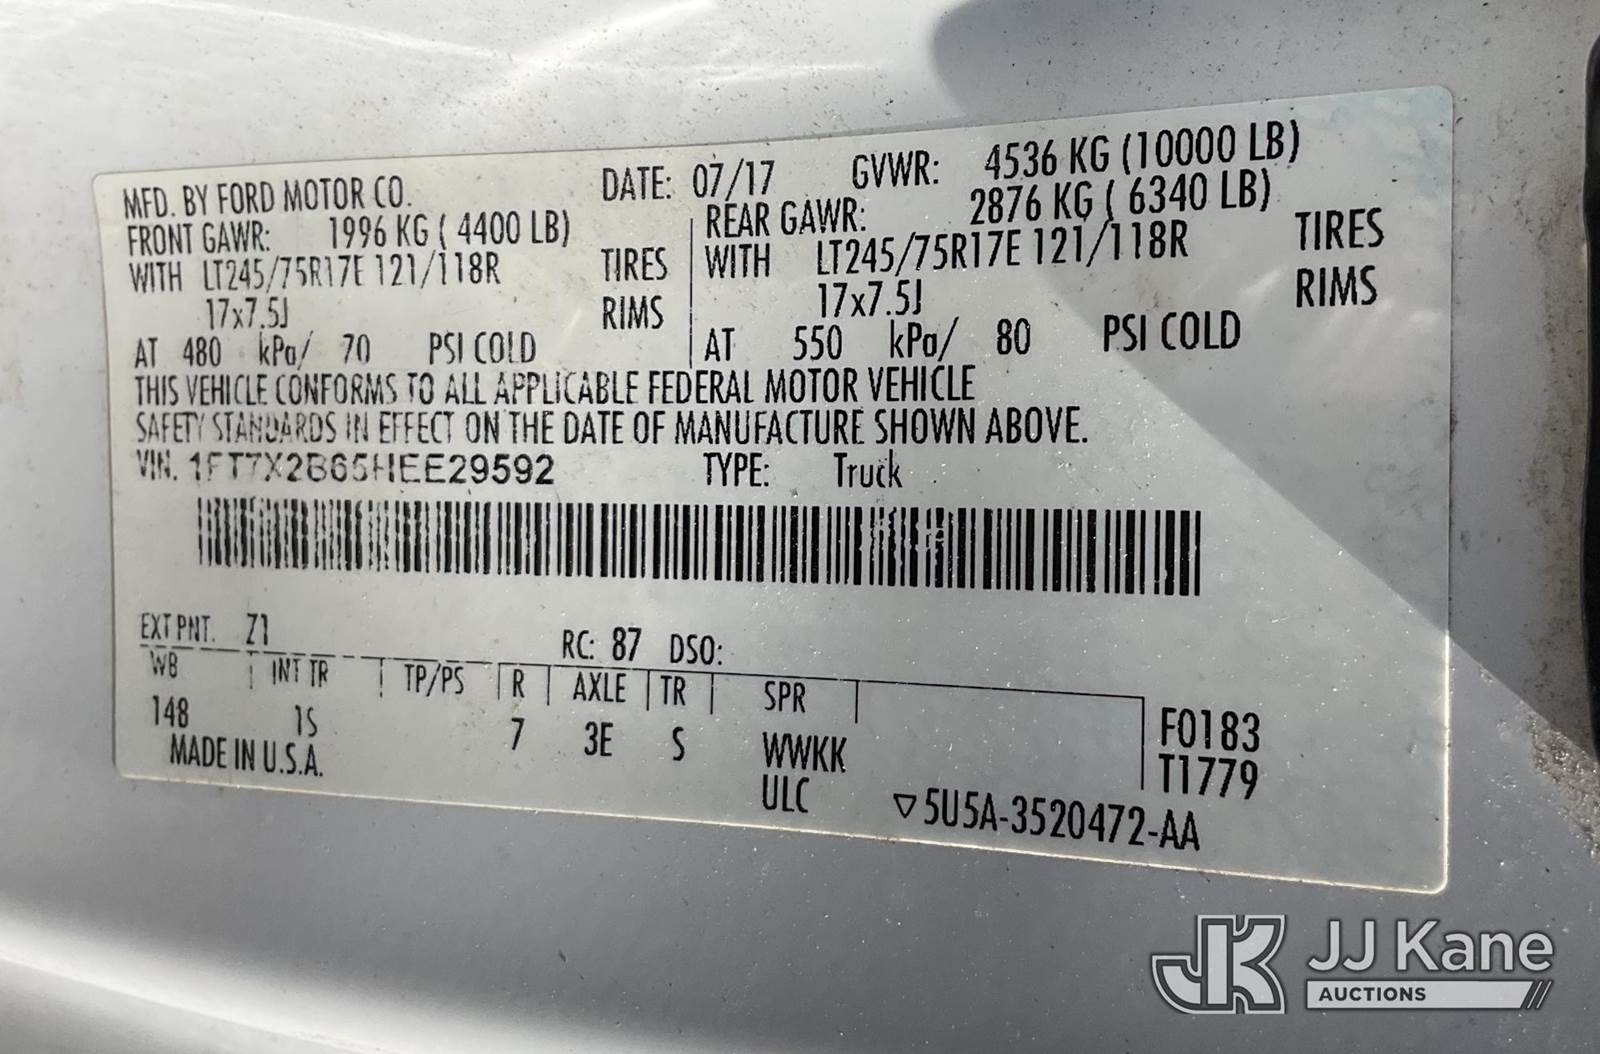 MFD. BY FORD MOTOR CO. DATE: 07/17 GVWR: 4536 KG (10000 LB)
FRONT GAWR: 1996 KG ( 4400 LB) REAR GAWR: 2876 KG ( 6340 LB)
WITH LT245/75R17E 121/118R TIRES WITH LT245/75R17E 121/118R TIRES
17x7.5J RIMS 17x7.5J RIMS
AT 480 kPa/ 70 PSI COLD AT 550 kPa/ 80 PSI COLD
THIS VEHICLE CONFORMS TO ALL APPLICABLE FEDERAL MOTOR VEHICLE
SAFETY STANDARDS IN EFFECT ON THE DATE OF MANUFACTURE SHOWN ABOVE.
VIN. 1FT7X2B65HEE29592 TYPE: Truck
EXT PNT. Z1 RC: 87 DSO:
WB INT TR TP/PS R AXLE TR SPR
148 1S 7 3E S WWKK F0183
MADE IN U.S.A. ULC T1779
▽5U5A-3520472-AA
JK JJ Kane
AUCTIONS